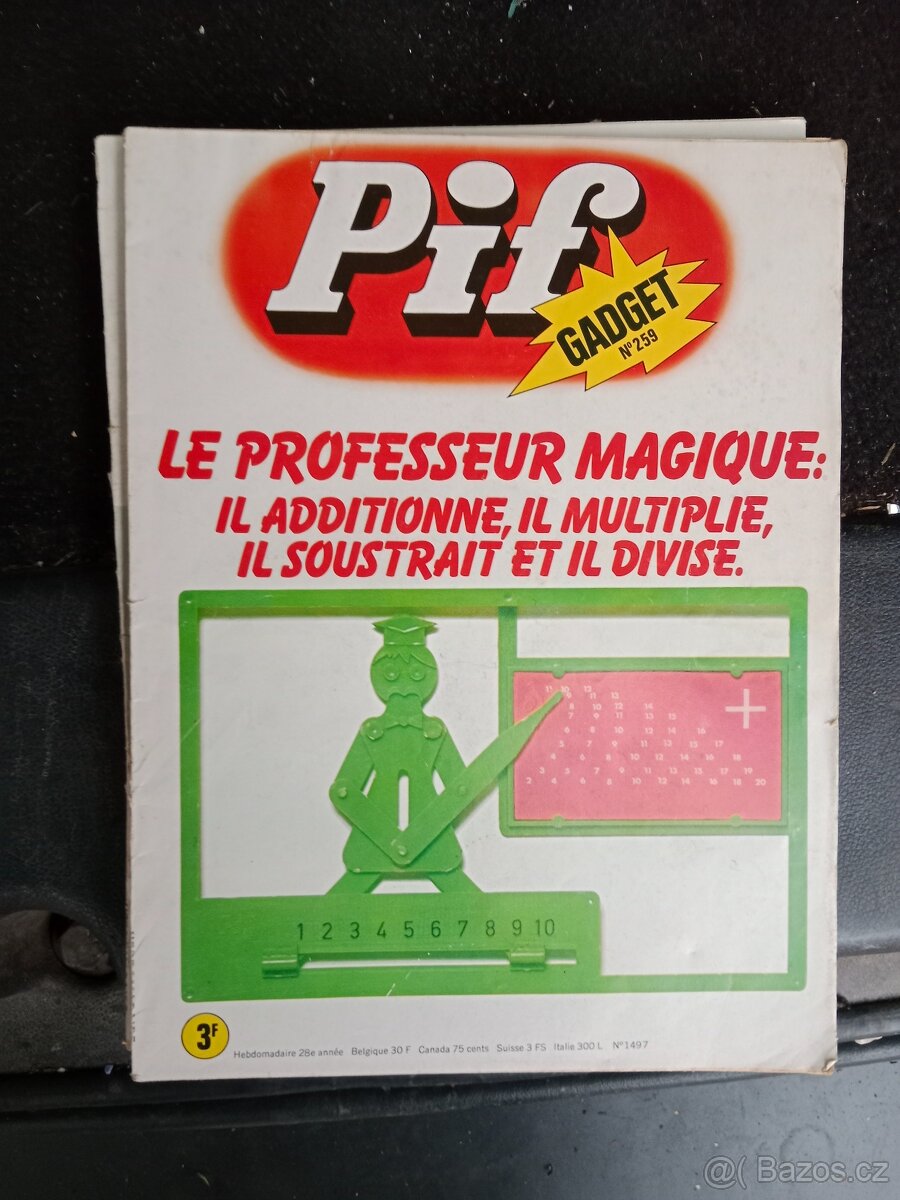 Pif
GADGET
N° 259
LE PROFESSEUR MAGIQUE:
IL ADDITIONNE, IL MULTIPLIE,
IL SOUSTRAIT ET IL DIVISE.
+
1 2 3 4 5 6 7 8 9 10
3F
Hebdomadaire 28e année Belgique 30 F Canada 75 cents Suisse 3 FS Italie 300 L N° 1497
@( Bazos.cz